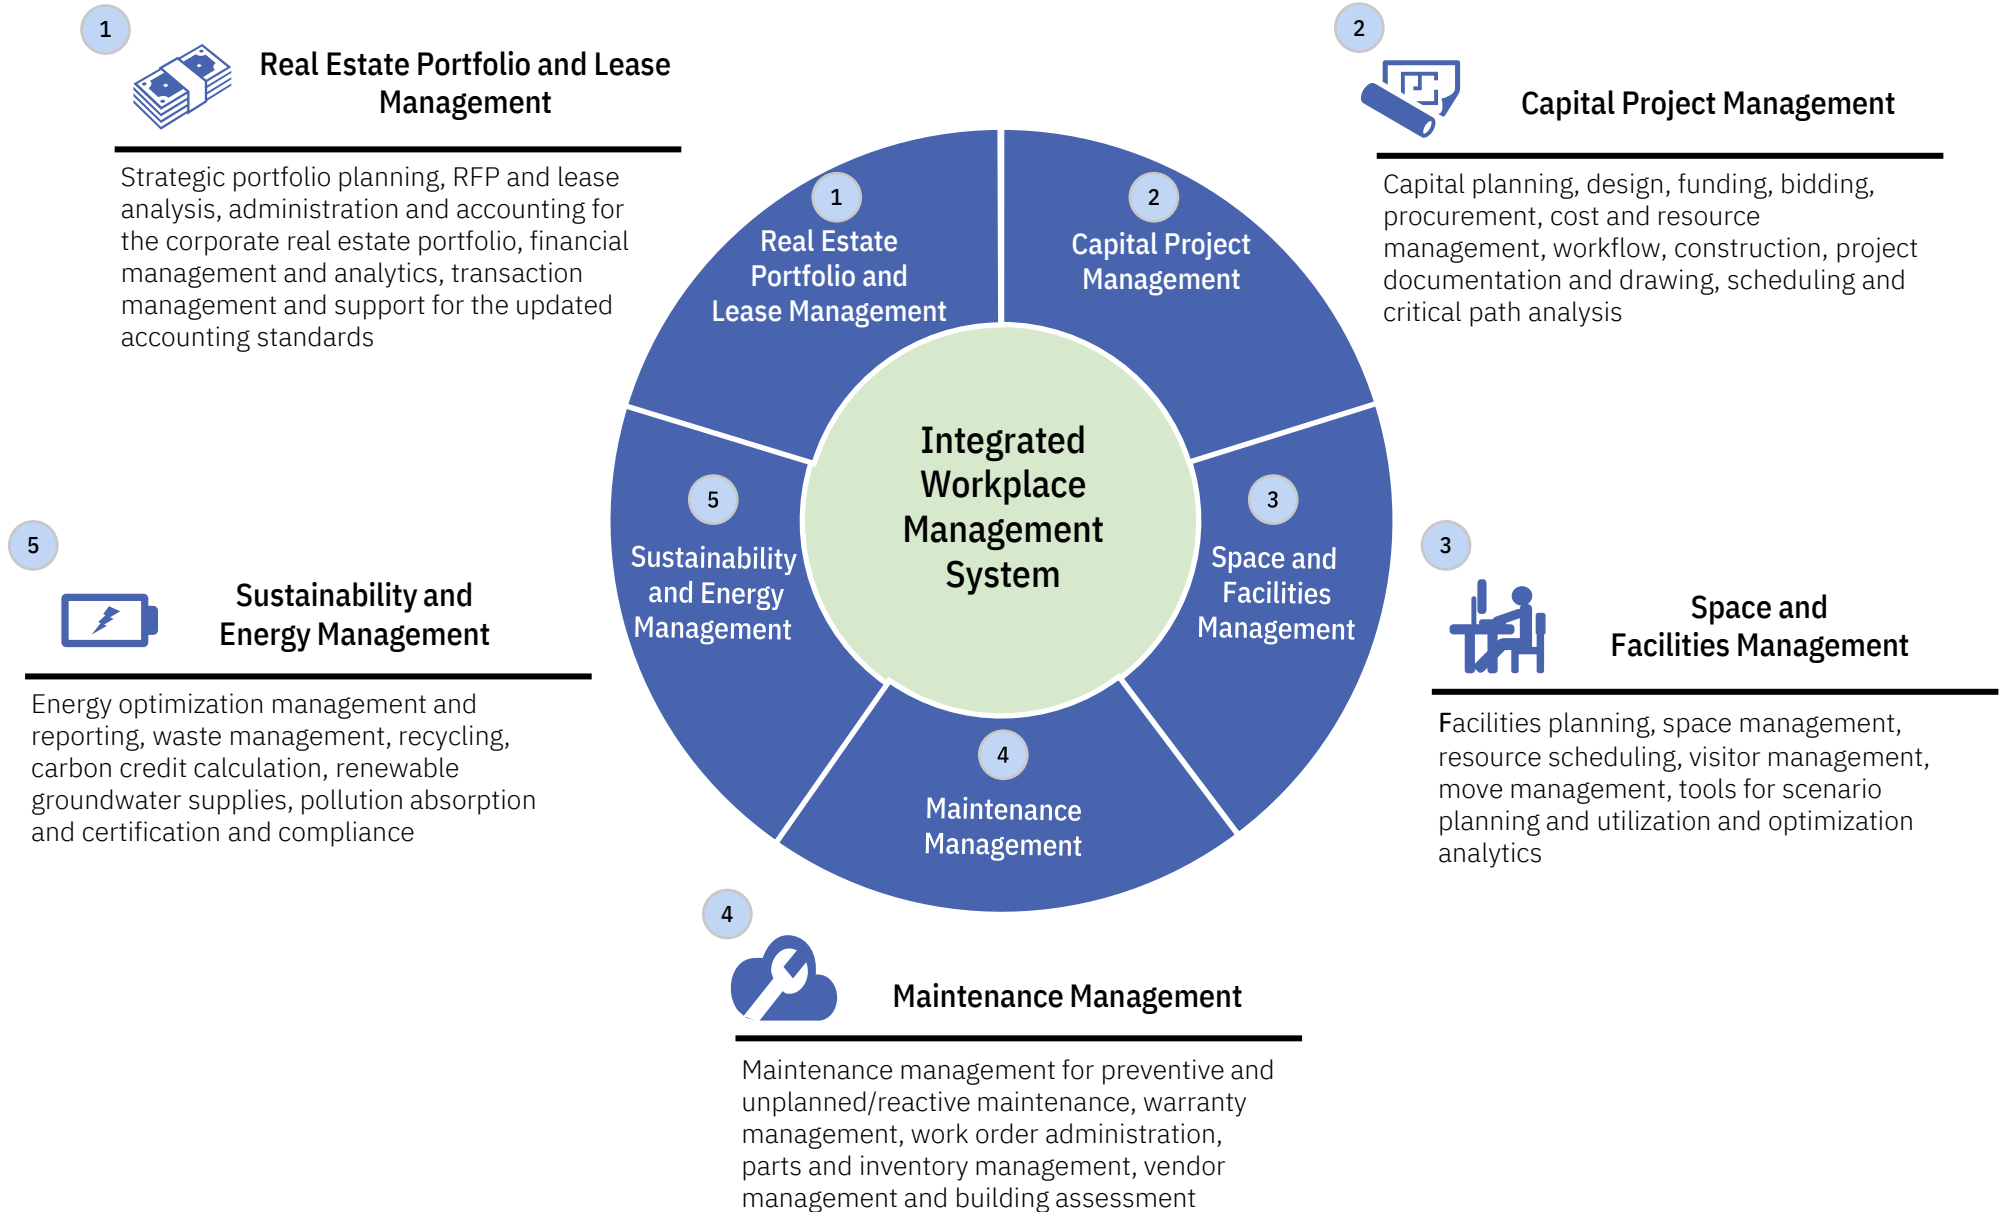 1
Real Estate Portfolio and Lease
Management
Strategic portfolio planning, RFP and lease
analysis, administration and accounting for
the corporate real estate portfolio, financial
management and analytics, transaction
management and support for the updated
accounting standards
2
Capital Project Management
Capital planning, design, funding, bidding,
procurement, cost and resource
management, workflow, construction, project
documentation and drawing, scheduling and
critical path analysis
1
Real Estate
Portfolio and
Lease Management
2
Capital Project
Management
Integrated
Workplace
Management
System
5
Sustainability
and Energy
Management
3
Space and
Facilities
Management
4
Maintenance
Management
5
Sustainability and
Energy Management
Energy optimization management and
reporting, waste management, recycling,
carbon credit calculation, renewable
groundwater supplies, pollution absorption
and certification and compliance
3
Space and
Facilities Management
Facilities planning, space management,
resource scheduling, visitor management,
move management, tools for scenario
planning and utilization and optimization
analytics
4
Maintenance Management
Maintenance management for preventive and
unplanned/reactive maintenance, warranty
management, work order administration,
parts and inventory management, vendor
management and building assessment